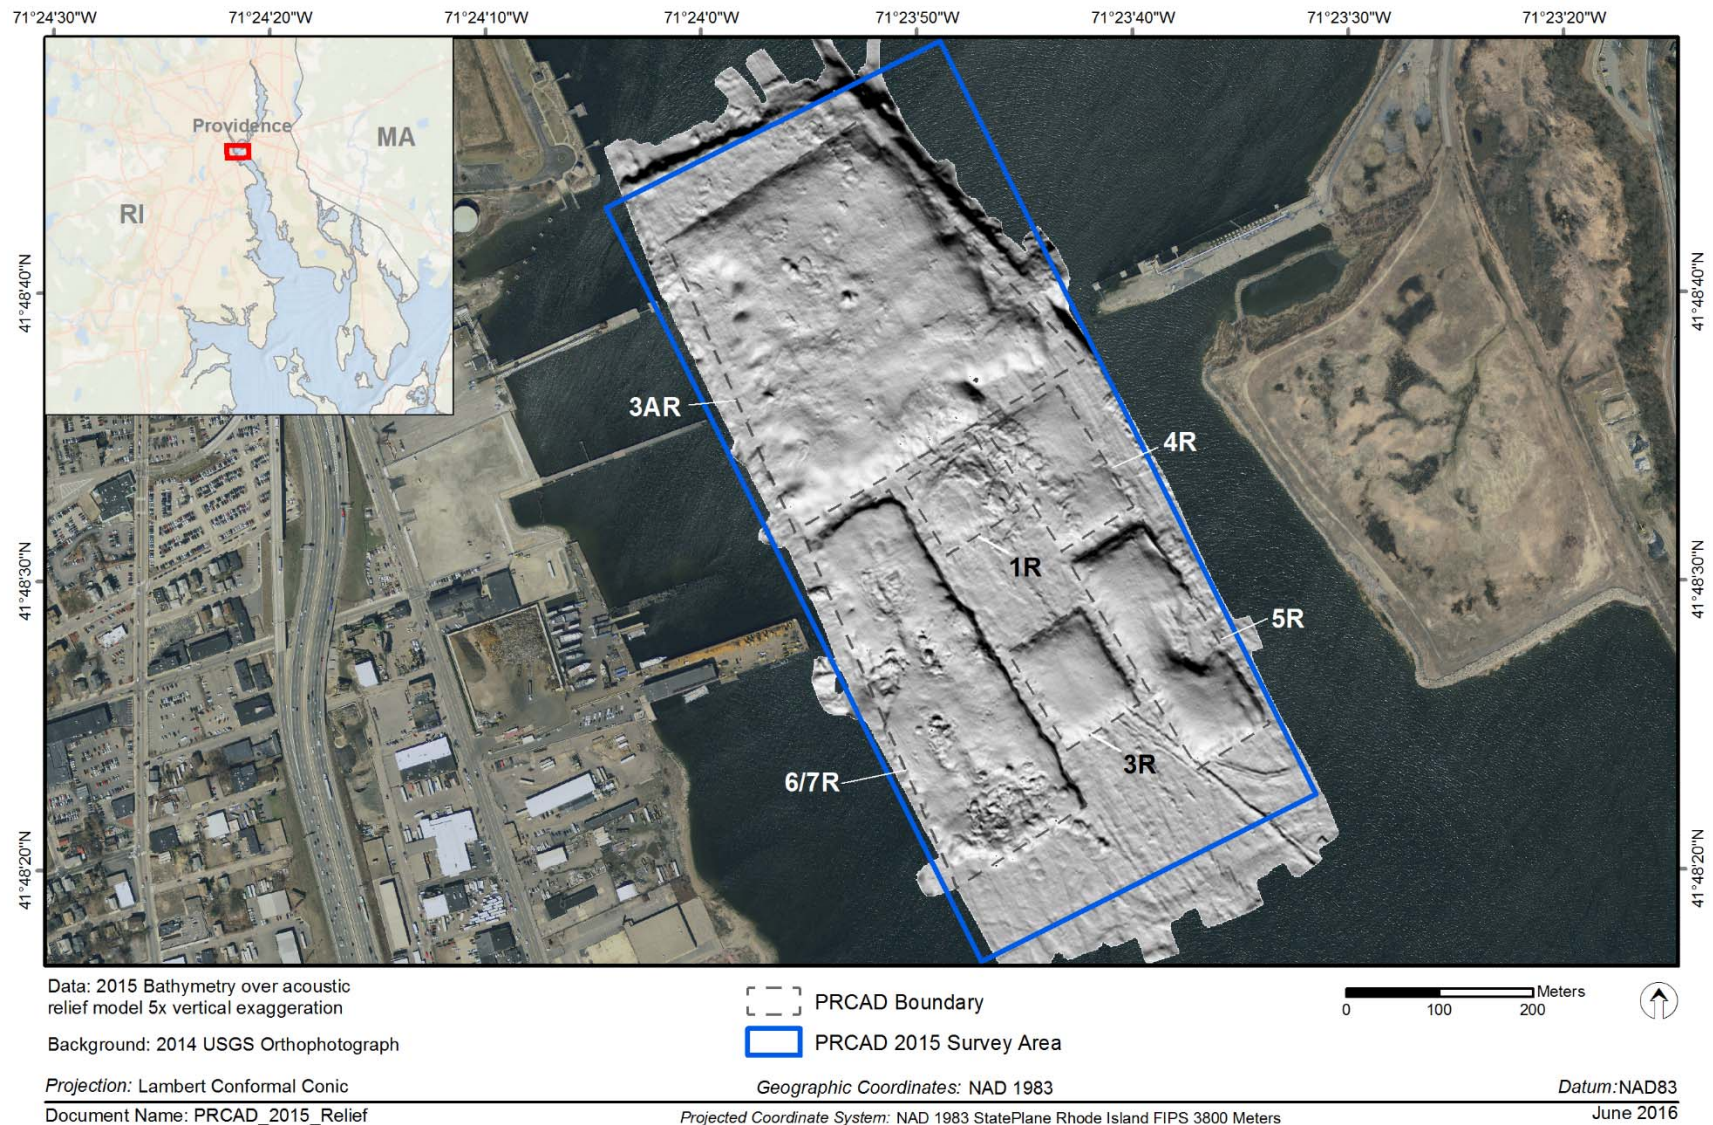 71°24'30"W 71°24'20"W 71°24'10"W 71°24'0"W 71°23'50"W 71°23'40"W 71°23'30"W 71°23'20"W
Providence
MA
RI
41°48'40"N
41°48'40"N
3AR
4R
1R
41°48'30"N
41°48'30"N
5R
3R
6/7R
41°48'20"N
41°48'20"N
Data: 2015 Bathymetry over acoustic
relief model 5x vertical exaggeration
Background: 2014 USGS Orthophotograph
PRCAD Boundary
PRCAD 2015 Survey Area
Meters
0 100 200
Projection: Lambert Conformal Conic
Geographic Coordinates: NAD 1983
Datum:NAD83
Document Name: PRCAD_2015_Relief
Projected Coordinate System: NAD 1983 StatePlane Rhode Island FIPS 3800 Meters
June 2016